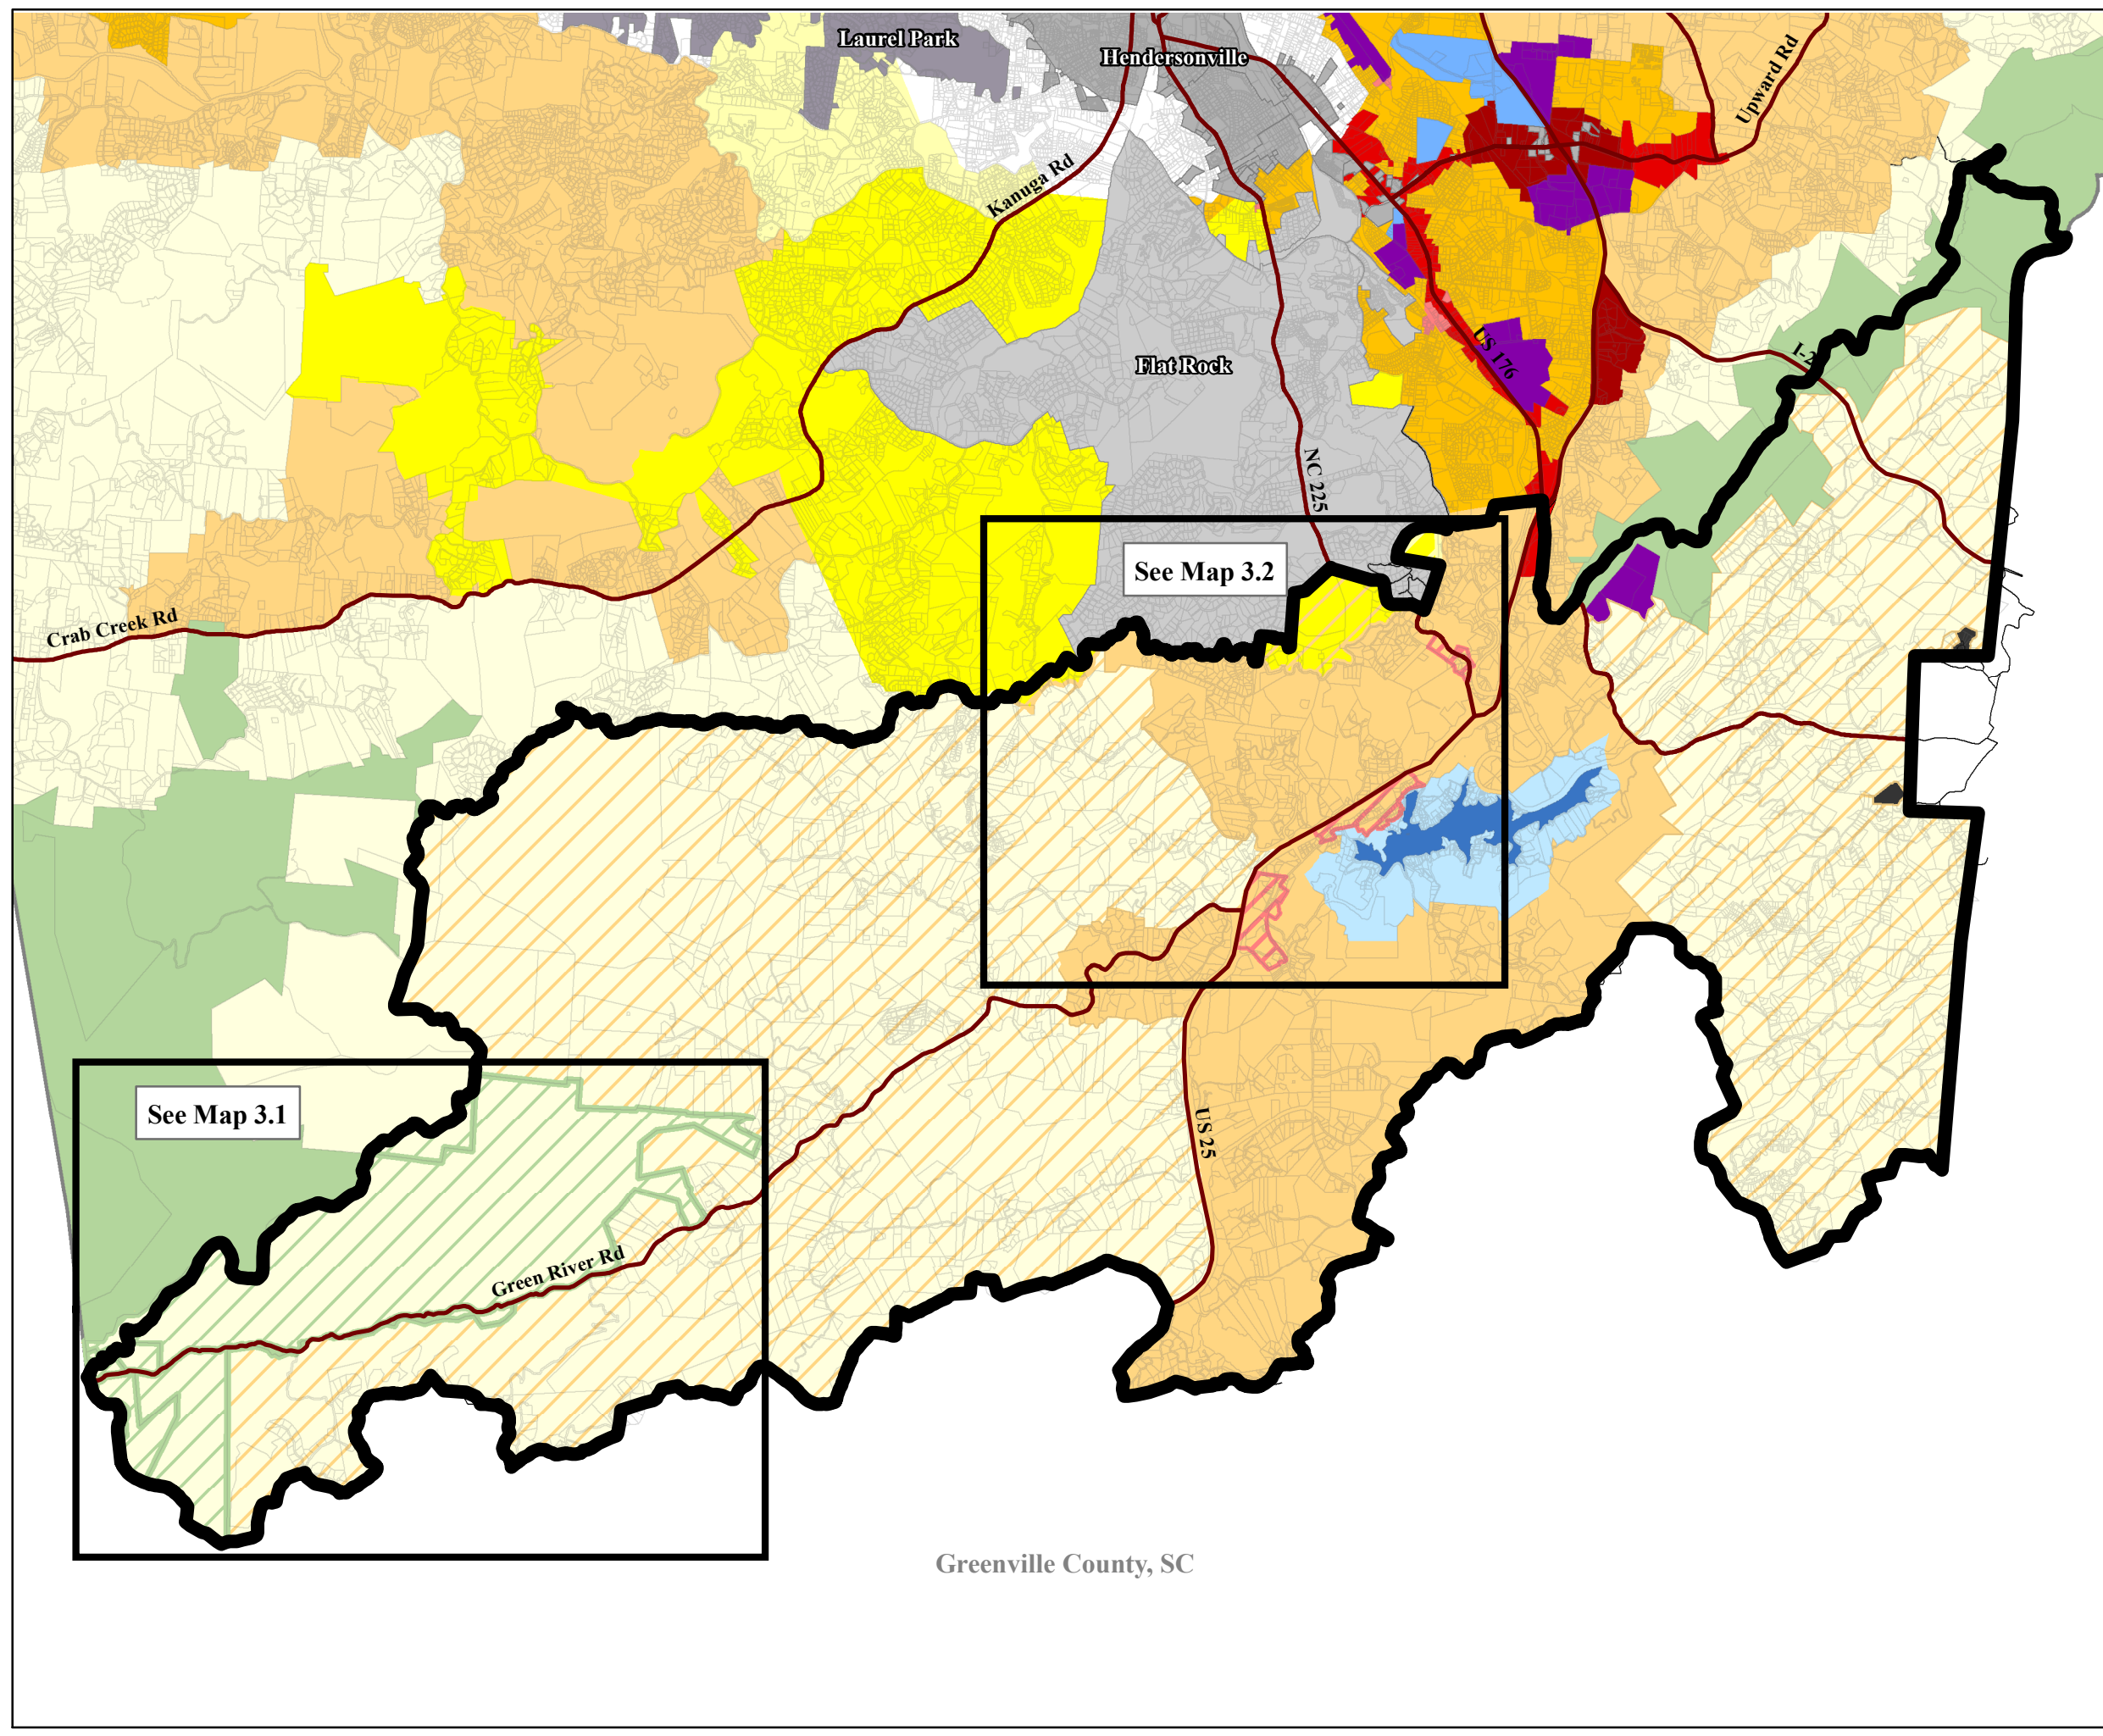 Laurel Park
Hendersonville
Upward Rd
Kanuga Rd
US 176
I-2
Flat Rock
NC 225
See Map 3.2
Crab Creek Rd
See Map 3.1
US 25
Green River Rd
Greenville County, SC